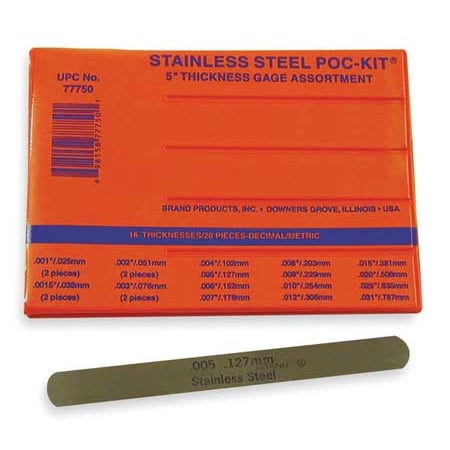 STAINLESS STEEL POC-KIT®
5" THICKNESS GAGE ASSORTMENT
UPC No.
77750
BRAND PRODUCTS, INC. • DOWNERS GROVE, ILLINOIS • USA
16 THICKNESSES/20 PIECES-DECIMAL/METRIC
.001"/.025mm .002"/.051mm .004"/.102mm .008"/.203mm .015"/.381mm
(2 pieces) (2 pieces) .005"/.127mm .009"/.229mm .020"/.508mm
.0015"/.038mm .003"/.076mm .006"/.152mm .010"/.254mm .025"/.635mm
(2 pieces) (2 pieces) .007"/.178mm .012"/.305mm .031"/.787mm
.005 .127mm
Stainless Steel ®